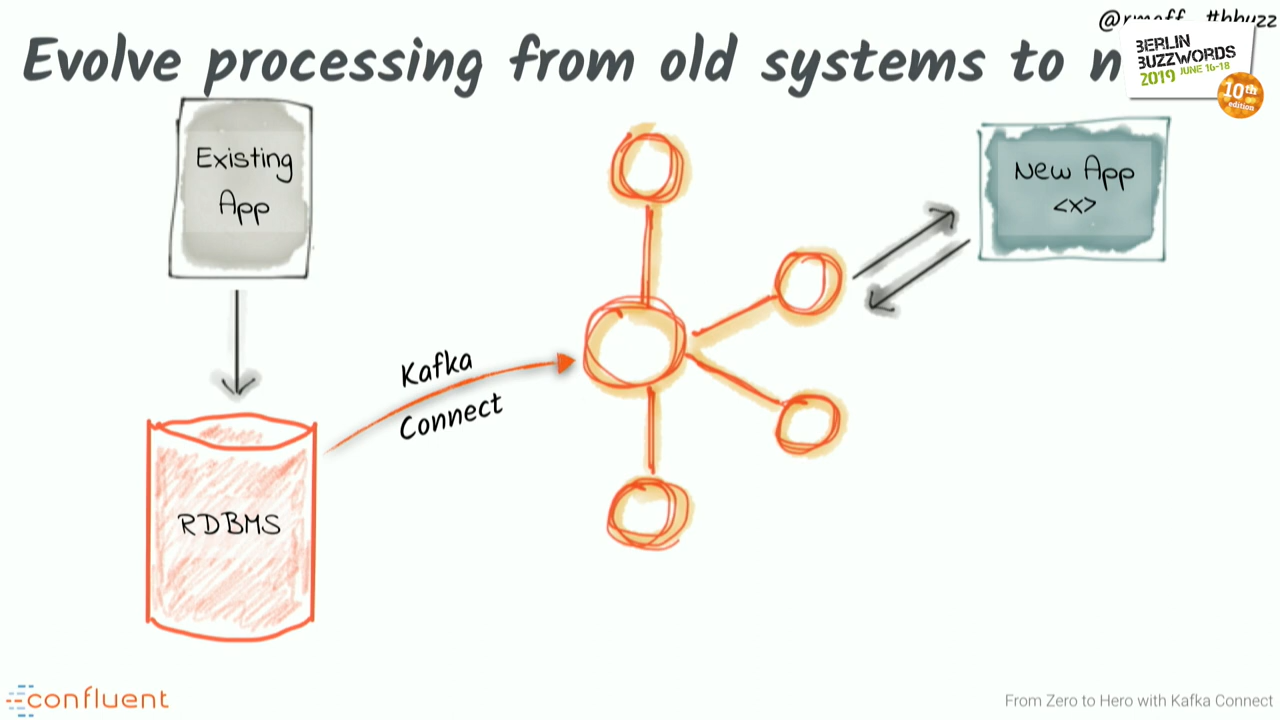 #bbuzz
Evolve processing from old systems to n
BERLIN
BUZZWORDS
2019 JUNE 16-18
10th
edition
Existing
App
New App
<x>
Kafka
Connect
RDBMS
confluent
From Zero to Hero with Kafka Connect